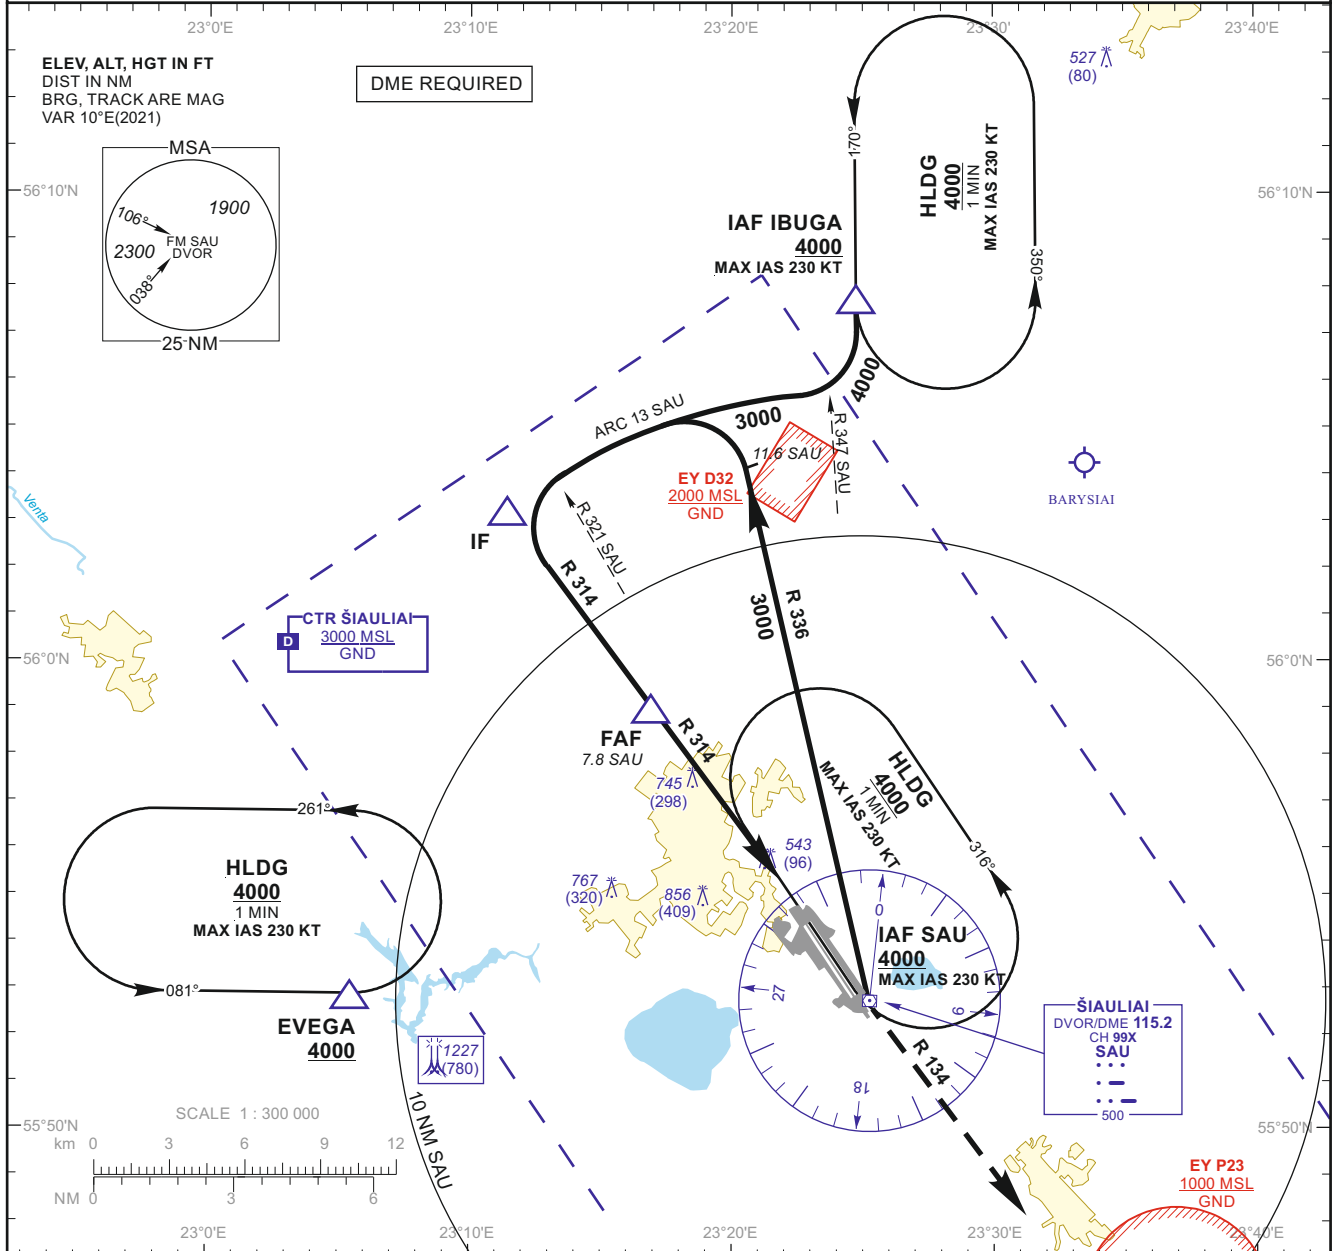 23°0'E
23°10'E
23°20'E
23°30'
23°40'E
ELEV, ALT, HGT IN FT
DIST IN NM
BRG, TRACK ARE MAG
VAR 10°E(2021)
DME REQUIRED
527
(80)
MSA
106°
1900
FM SAU
DVOR
2300
038°
25 NM
56°10'N
56°10'N
170°
HLDG
4000
1 MIN
MAX IAS 230 KT
350°
IAF IBUGA
4000
MAX IAS 230 KT
4000
ARC 13 SAU
3000
R 347 SAU
11.6 SAU
EY D32
2000 MSL
GND
BARYSIAI
Venta
IF
R 321 SAU
R 314
R 336
3000
CTR ŠIAULIAI
3000 MSL
GND
D
56°0'N
56°0'N
FAF
7.8 SAU
R 314
745
(298)
HLDG
4000
1 MIN
MAX IAS 230 KT
316°
543
(96)
767
(320)
856
(409)
261°
HLDG
4000
1 MIN
MAX IAS 230 KT
081°
EVEGA
4000
0
9
18
27
IAF SAU
4000
MAX IAS 230 KT
ŠIAULIAI
DVOR/DME 115.2
CH 99X
SAU
500
R 134
1227
(780)
10 NM SAU
SCALE 1 : 300 000
km 0 3 6 9 12
NM 0 3 6
55°50'N
55°50'N
EY P23
1000 MSL
GND
23°0'E
23°10'E
23°20'E
23°30'E
23°40'E